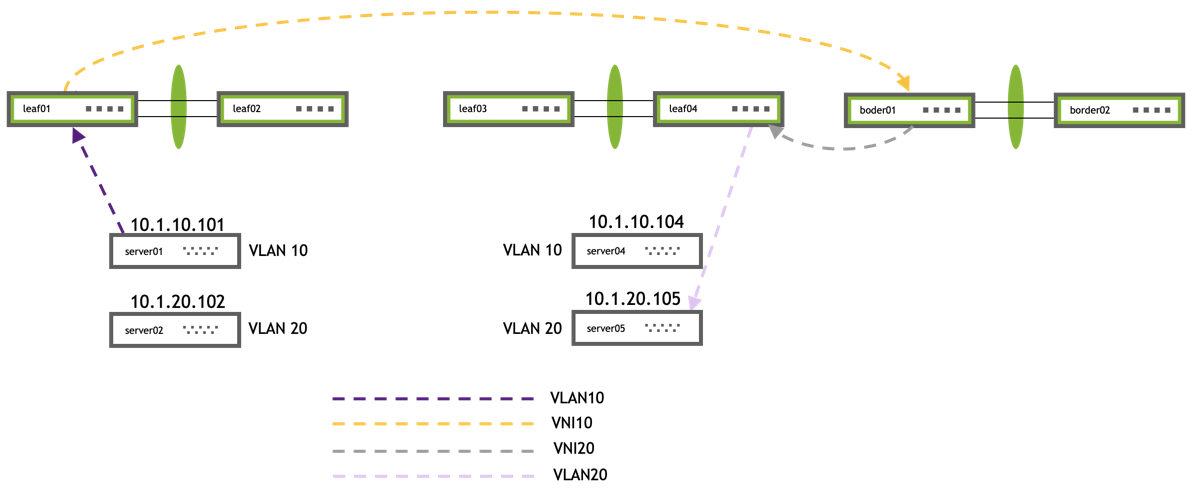 leaf01
leaf02
leaf03
leaf04
boder01
border02
10.1.10.101
server01
VLAN 10
10.1.10.104
VLAN 10
server04
10.1.20.102
server02
VLAN 20
10.1.20.105
VLAN 20
server05
VLAN10
VNI10
VNI20
VLAN20